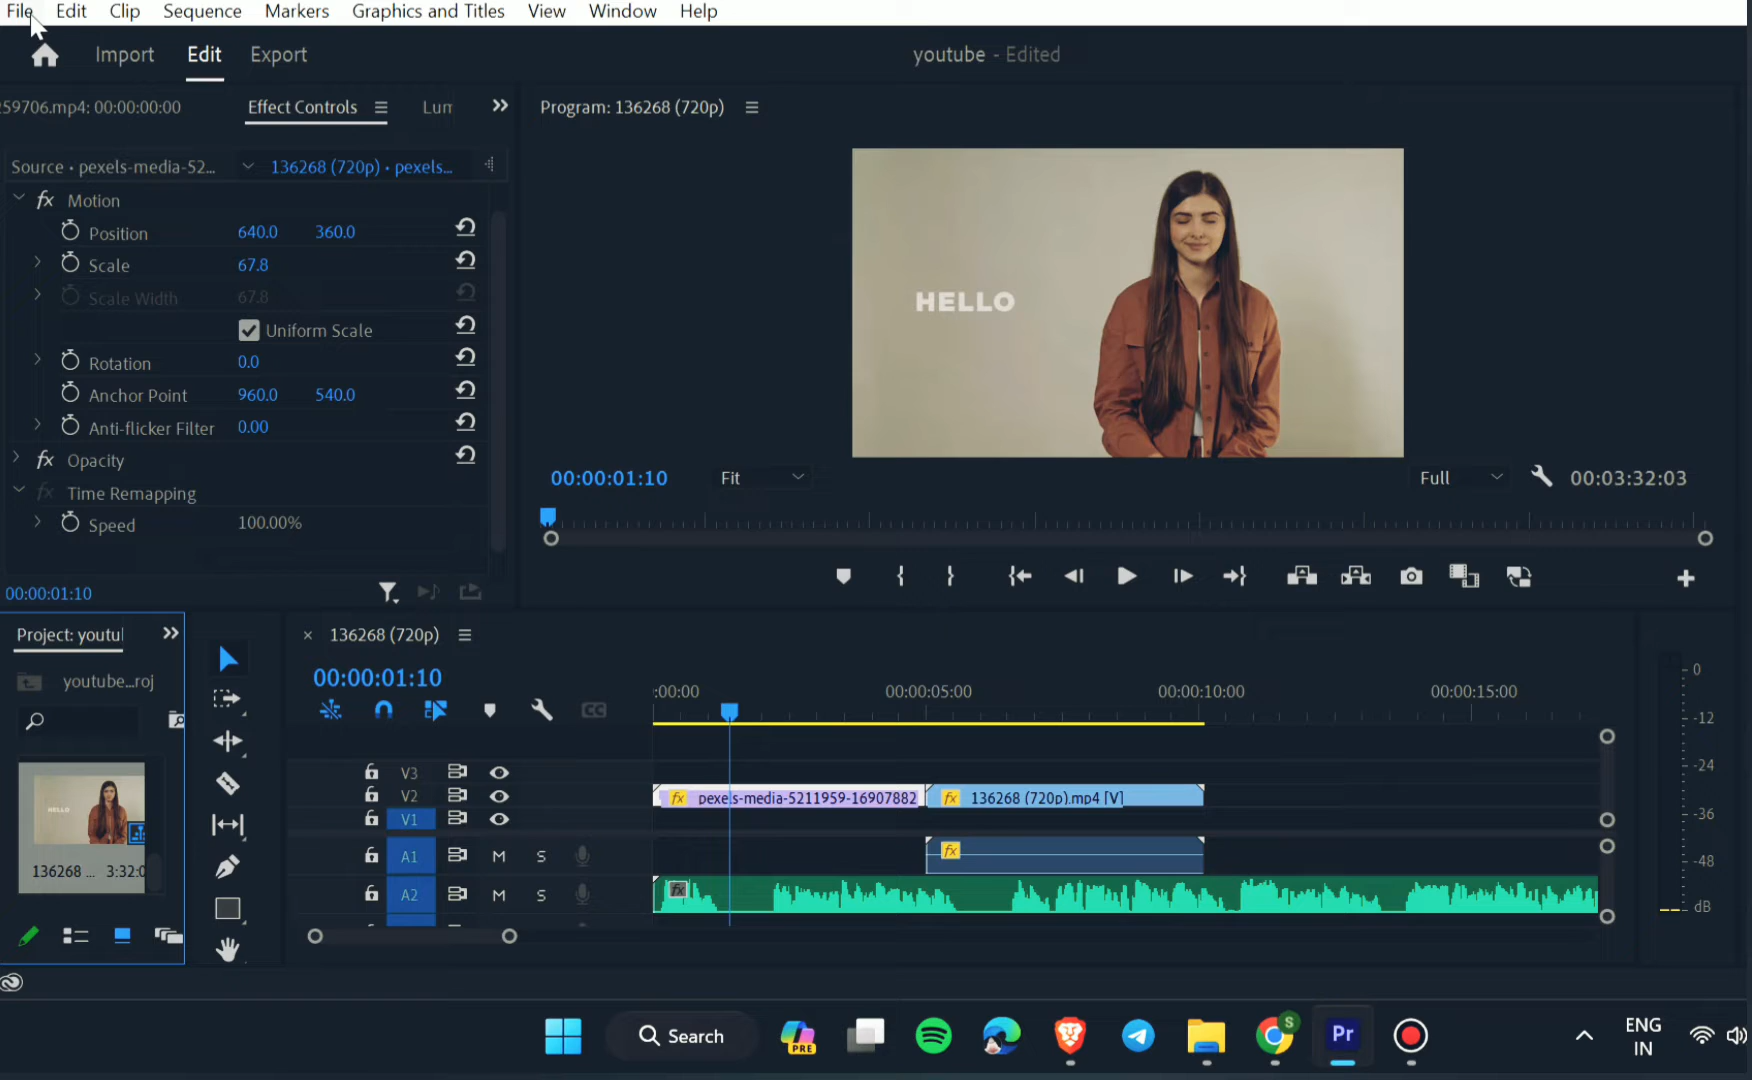 File Edit Clip Sequence Markers Graphics and Titles View Window Help
Import Edit Export
youtube - Edited
59706.mp4: 00:00:00:00 Effect Controls Lum
Program: 136268 (720p)
Source • pexels-media-52... 136268 (720p) • pexels...
fx Motion
Position 640.0 360.0
Scale 67.8
Scale Width 67.8
Uniform Scale
Rotation 0.0
Anchor Point 960.0 540.0
Anti-flicker Filter 0.00
fx Opacity
fx Time Remapping
Speed 100.00%
00:00:01:10
HELLO
00:00:01:10 Fit Full 00:03:32:03
Project: youtul
youtube...roj
HELLO
136268 ... 3:32:0
136268 (720p)
00:00:01:10
:00:00 00:00:05:00 00:00:10:00 00:00:15:00
CC
V3
V2 fx pexels-media-5211959-16907882 fx 136268 (720p).mp4 [V]
V1
A1 M S fx
A2 M S fx
0
-12
-24
-36
-48
dB
Search
PRE
S
Pr
ENG
IN